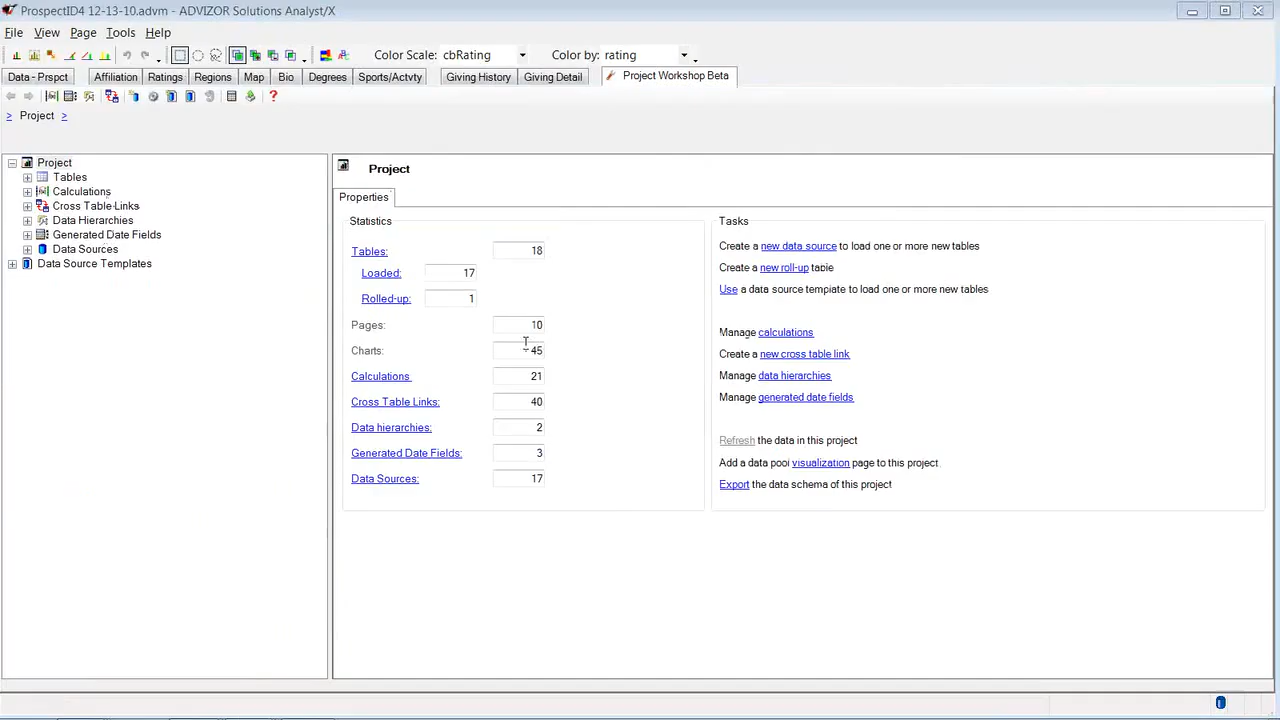 ProspectID4 12-13-10.advm - ADVIZOR Solutions Analyst/X
File View Page Tools Help
Color Scale: cbRating Color by: rating
Data - Prspct Affiliation Ratings Regions Map Bio Degrees Sports/Actvty Giving History Giving Detail Project Workshop Beta
> Project >
Project
Tables
Calculations
Cross Table Links
Data Hierarchies
Generated Date Fields
Data Sources
Data Source Templates
Project
Properties
Statistics
Tables: 18
Loaded: 17
Rolled-up: 1
Pages: 10
Charts: 45
Calculations 21
Cross Table Links: 40
Data hierarchies: 2
Generated Date Fields: 3
Data Sources: 17
Tasks
Create a new data source to load one or more new tables
Create a new roll-up table
Use a data source template to load one or more new tables
Manage calculations
Create a new cross table link
Manage data hierarchies
Manage generated date fields
Refresh the data in this project
Add a data pool visualization page to this project.
Export the data schema of this project